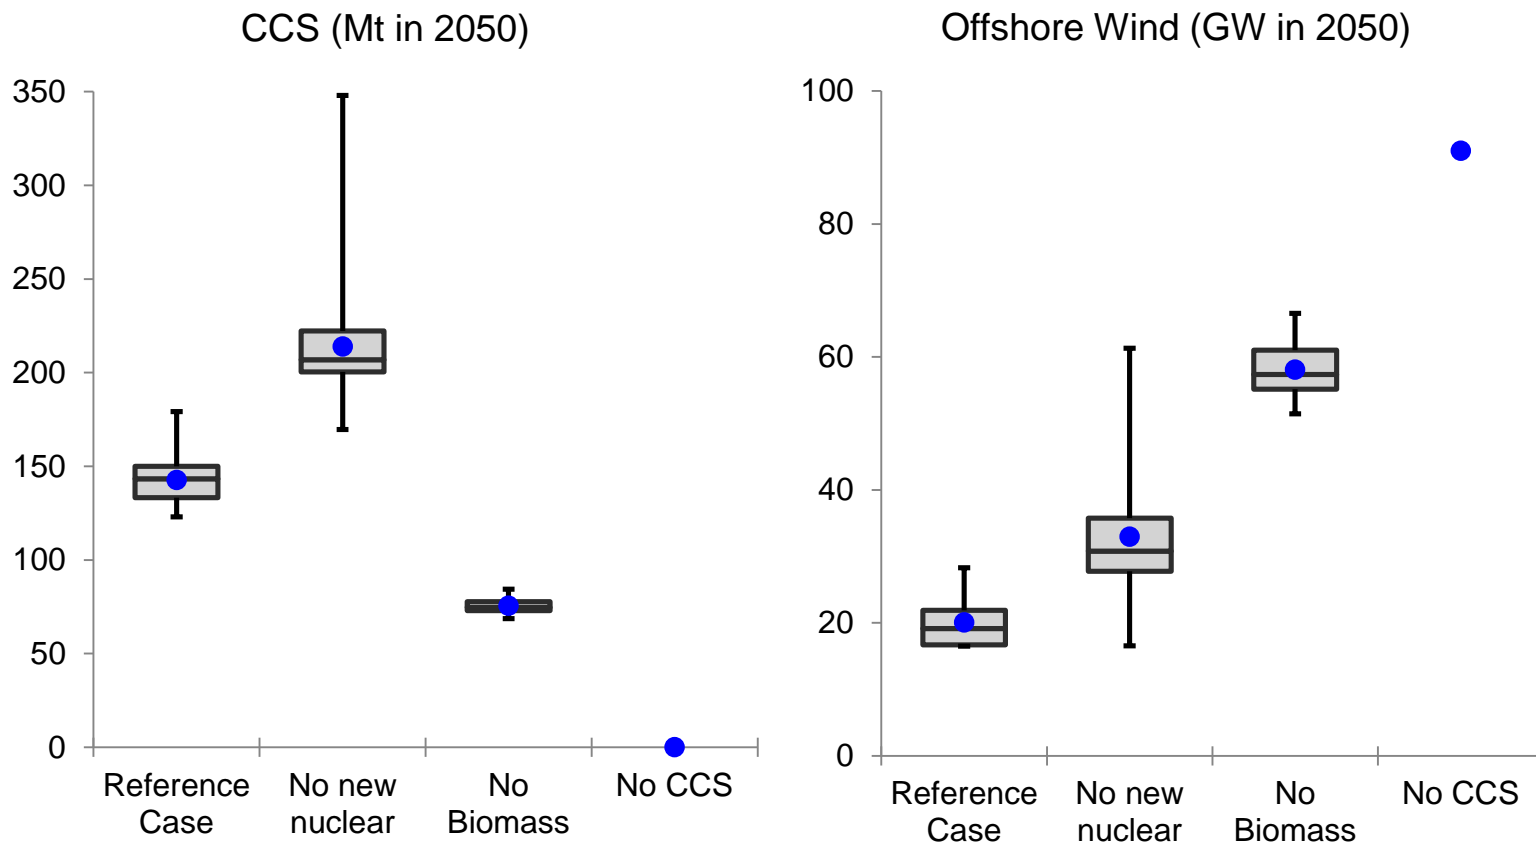 CCS (Mt in 2050)
350
300
250
200
150
100
50
0
Reference
Case
No new
nuclear
No
Biomass
No CCS
Offshore Wind (GW in 2050)
100
80
60
40
20
0
Reference
Case
No new
nuclear
No
Biomass
No CCS